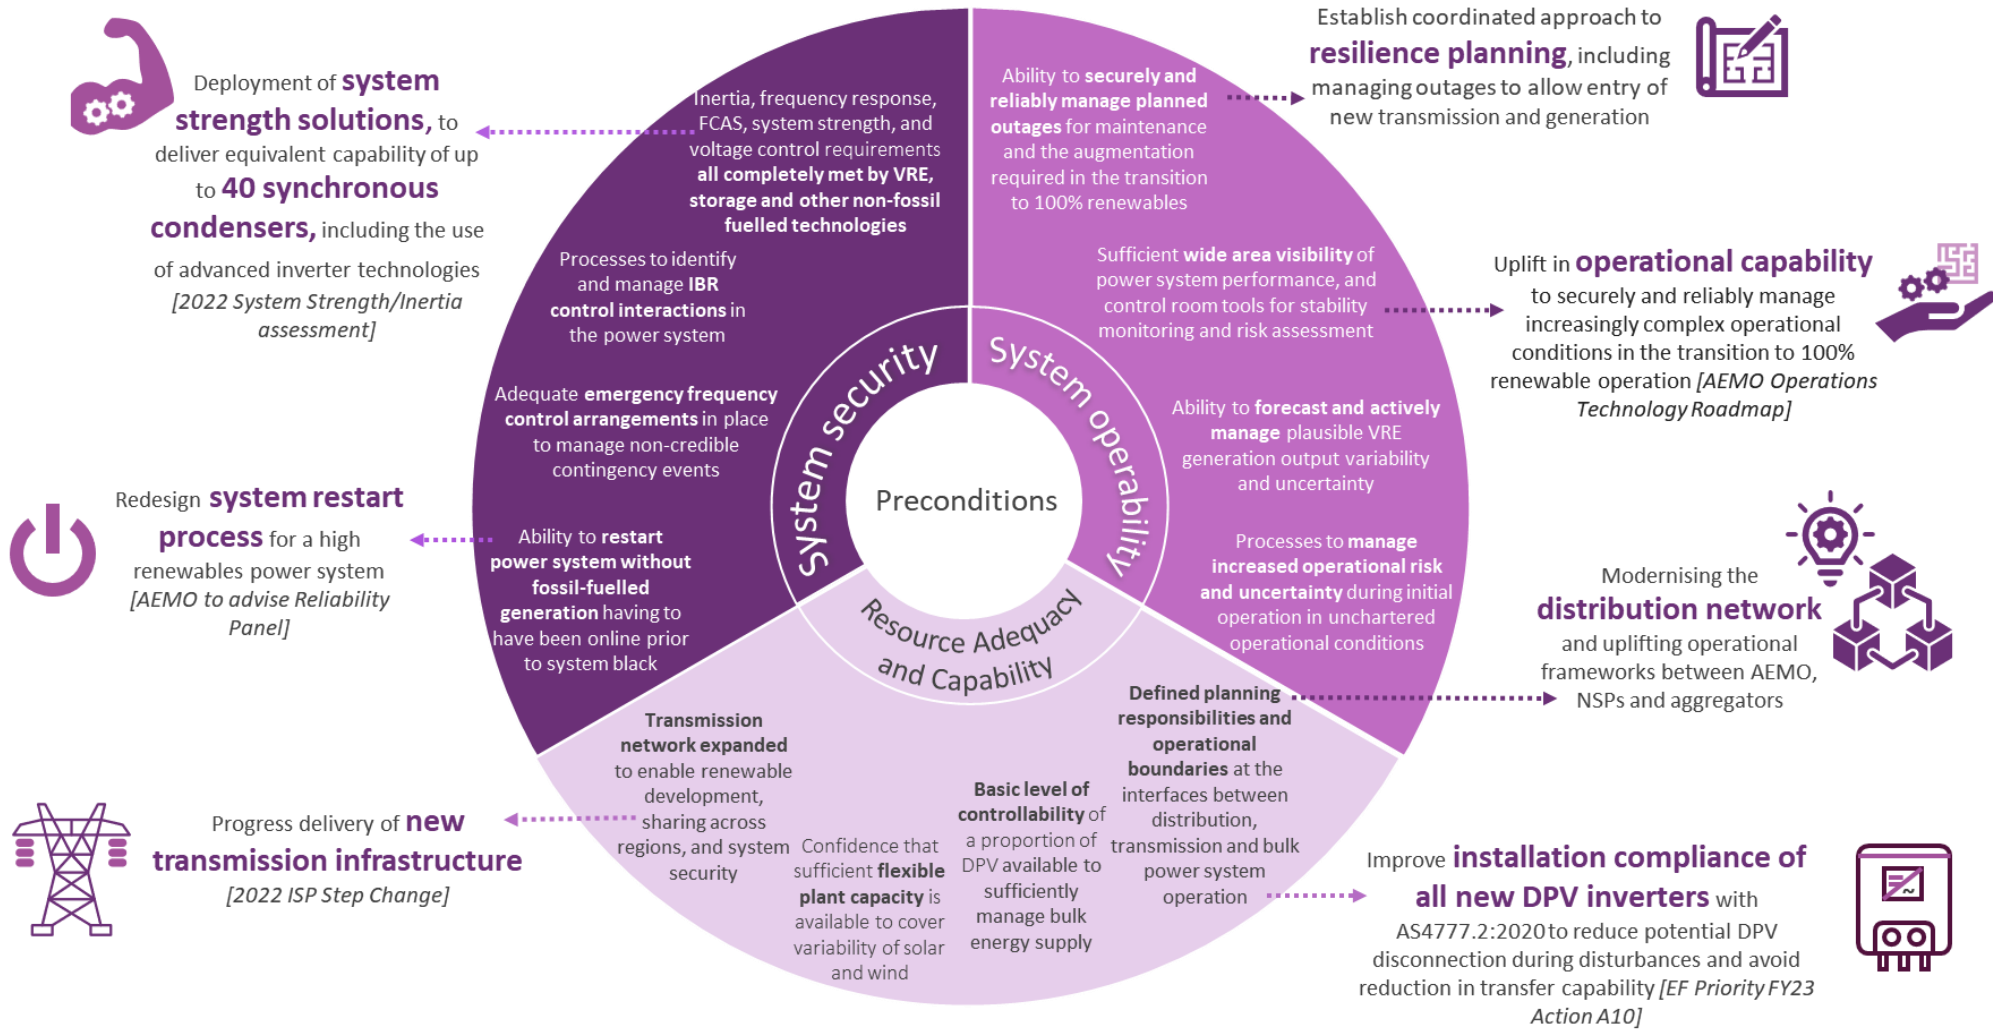 Deployment of system
strength solutions, to
deliver equivalent capability of up
to 40 synchronous
condensers, including the use
of advanced inverter technologies
[2022 System Strength/Inertia
assessment]
Redesign system restart
process for a high
renewables power system
[AEMO to advise Reliability
Panel]
Progress delivery of new
transmission infrastructure
[2022 ISP Step Change]
Inertia, frequency response,
FCAS, system strength, and
voltage control requirements
all completely met by VRE,
storage and other non-fossil
fuelled technologies
Processes to identify
and manage IBR
control interactions in
the power system
Adequate emergency frequency
control arrangements in place
to manage non-credible
contingency events
Ability to restart
power system without
fossil-fuelled
generation having to
have been online prior
to system black
System security
Preconditions
System operability
Resource Adequacy
and Capability
Ability to securely and
reliably manage planned
outages for maintenance
and the augmentation
required in the transition
to 100% renewables
Sufficient wide area visibility of
power system performance, and
control room tools for stability
monitoring and risk assessment
Ability to forecast and actively
manage plausible VRE
generation output variability
and uncertainty
Processes to manage
increased operational risk
and uncertainty during initial
operation in unchartered
operational conditions
Transmission
network expanded
to enable renewable
development,
sharing across
regions, and system
security
Confidence that
sufficient flexible
plant capacity is
available to cover
variability of solar
and wind
Basic level of
controllability of
a proportion of
DPV available to
sufficiently
manage bulk
energy supply
Defined planning
responsibilities and
operational
boundaries at the
interfaces between
distribution,
transmission and bulk
power system
operation
Establish coordinated approach to
resilience planning, including
managing outages to allow entry of
new transmission and generation
Uplift in operational capability
to securely and reliably manage
increasingly complex operational
conditions in the transition to 100%
renewable operation [AEMO Operations
Technology Roadmap]
Modernising the
distribution network
and uplifting operational
frameworks between AEMO,
NSPs and aggregators
Improve installation compliance of
all new DPV inverters with
AS4777.2:2020 to reduce potential DPV
disconnection during disturbances and avoid
reduction in transfer capability [EF Priority FY23
Action A10]